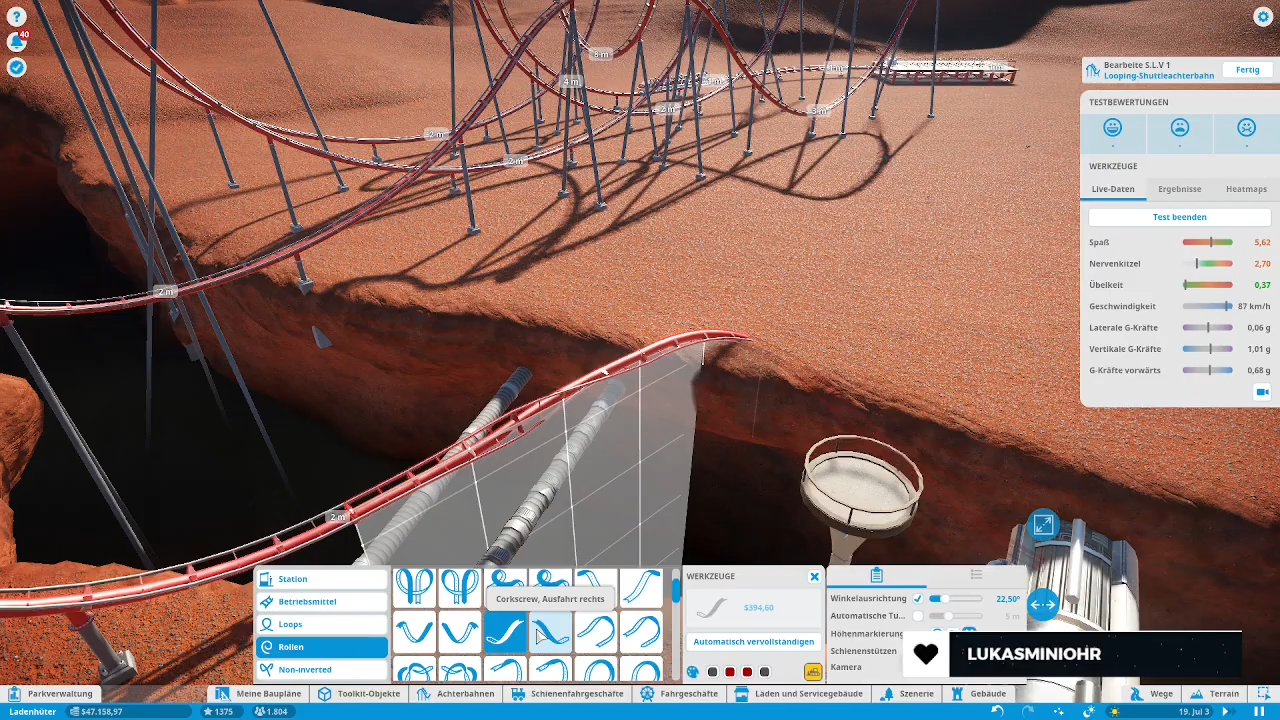 ?
40
8 m
4 m
2 m
2 m
3 m
2 m
2 m
2 m
Bearbeite S.L.V 1
Looping-Shuttleachterbahn
Fertig
TESTBEWERTUNGEN
-
-
-
WERKZEUGE
Live-Daten
Ergebnisse
Heatmaps
Test beenden
Spaß
5,62
Nervenkitzel
2,70
Übelkeit
0,37
Geschwindigkeit
87 km/h
Laterale G-Kräfte
0,06 g
Vertikale G-Kräfte
1,01 g
G-Kräfte vorwärts
0,68 g
Station
Betriebsmittel
Loops
Rollen
Non-inverted
Corkscrew, Ausfahrt rechts
WERKZEUGE
$394,60
Automatisch vervollständigen
Winkelausrichtung
22,50°
Automatische Tu...
5 m
Höhenmarkierung
Schienenstützen
Kamera
LUKASMINIOHR
Parkverwaltung
Meine Baupläne
Toolkit-Objekte
Achterbahnen
Schienenfahrgeschäfte
Fahrgeschäfte
Läden und Servicegebäude
Szenerie
Gebäude
Wege
Terrain
Ladenhüter
$47.158,97
1375
1.804
19. Jul 3